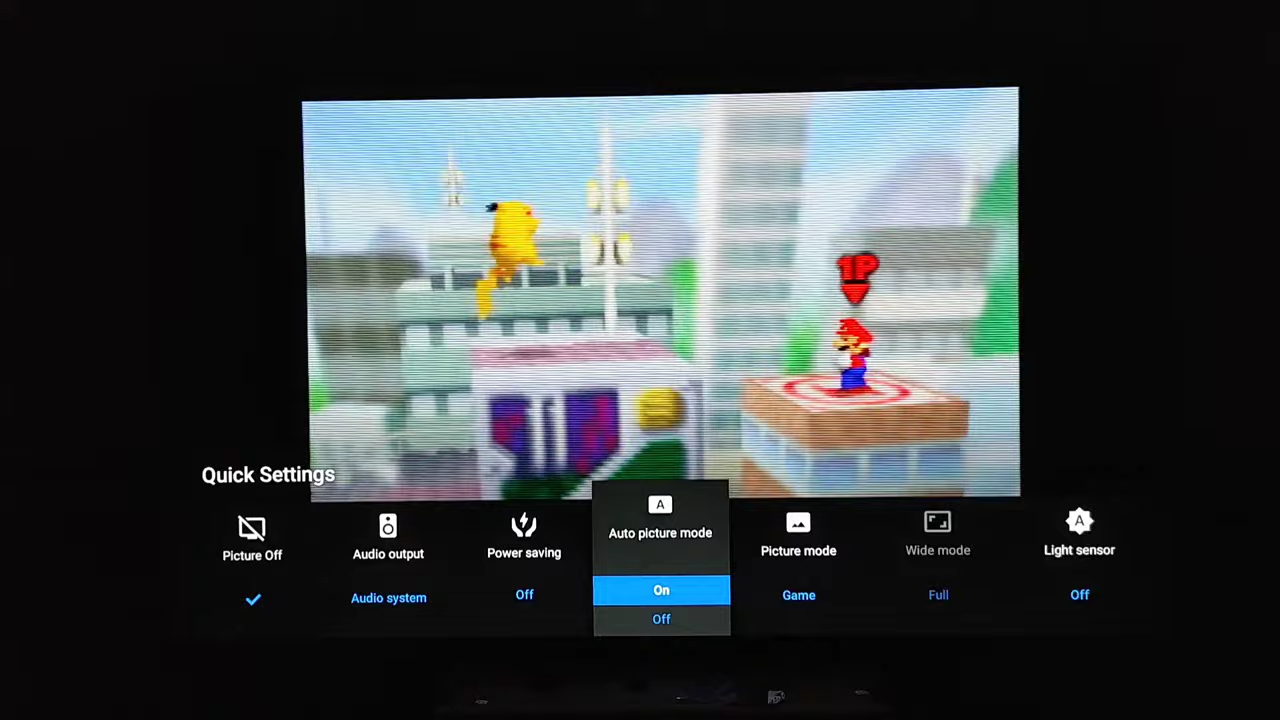 1P
Quick Settings
A
Picture Off
Audio output
Power saving
Auto picture mode
Picture mode
Wide mode
A
Light sensor
Audio system
Off
On
Off
Game
Full
Off